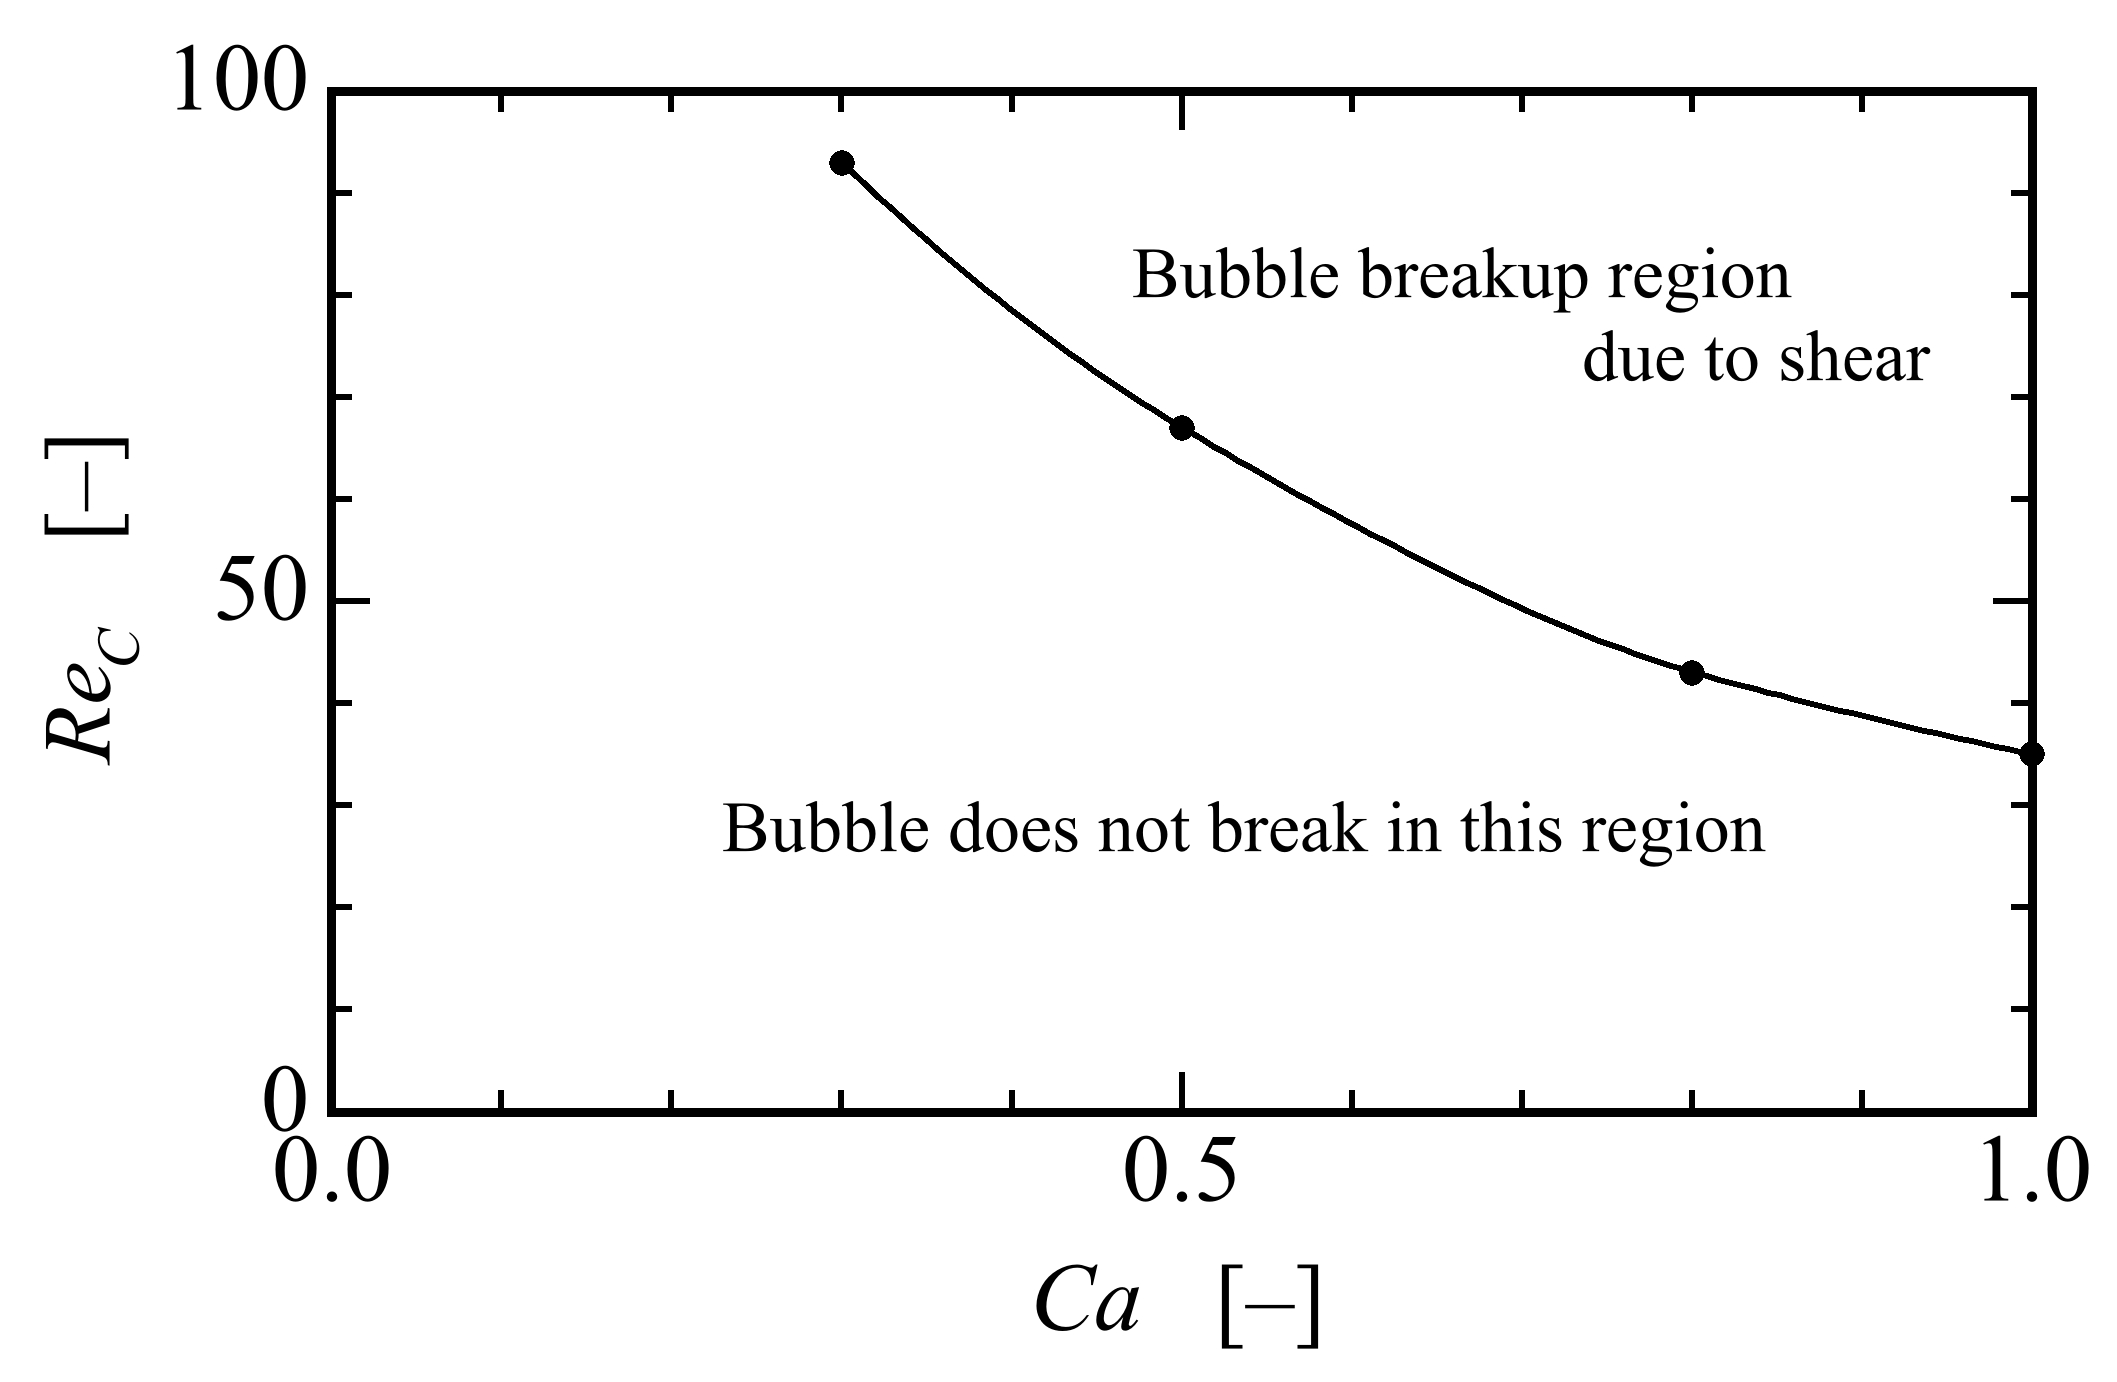 100
Bubble breakup region
due to shear
Re_C [–]
50
Bubble does not break in this region
0
0.0 0.5 1.0
Ca [–]